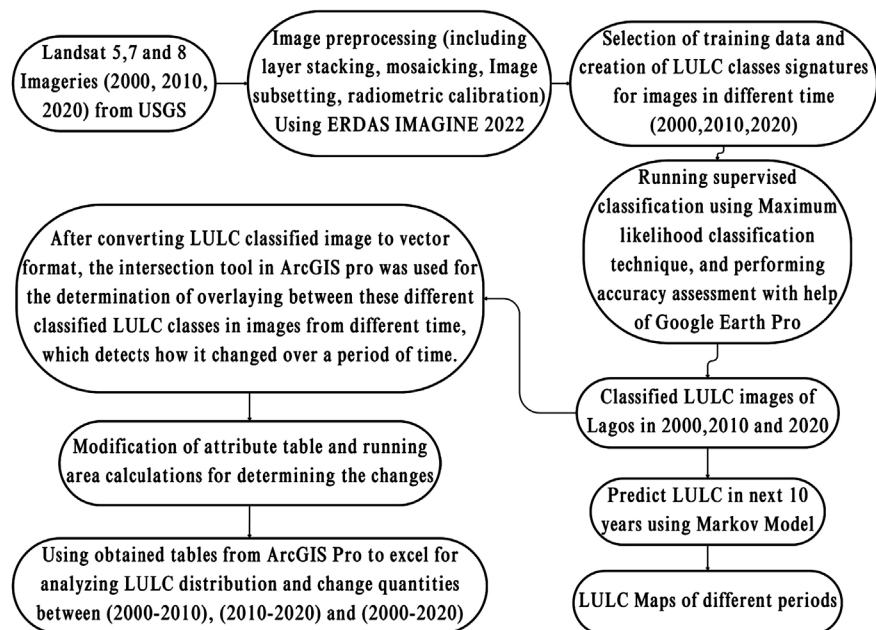 Landsat 5,7 and 8
Imageries (2000, 2010,
2020) from USGS
Image preprocessing (including
layer stacking, mosaicking, Image
subsetting, radiometric calibration)
Using ERDAS IMAGINE 2022
Selection of training data and
creation of LULC classes signatures
for images in different time
(2000,2010,2020)
Running supervised
classification using Maximum
likelihood classification
technique, and performing
accuracy assessment with help
of Google Earth Pro
Classified LULC images of
Lagos in 2000,2010 and 2020
After converting LULC classified image to vector
format, the intersection tool in ArcGIS pro was used for
the determination of overlaying between these different
classified LULC classes in images from different time,
which detects how it changed over a period of time.
Modification of attribute table and running
area calculations for determining the changes
Using obtained tables from ArcGIS Pro to excel for
analyzing LULC distribution and change quantities
between (2000-2010), (2010-2020) and (2000-2020)
Predict LULC in next 10
years using Markov Model
LULC Maps of different periods